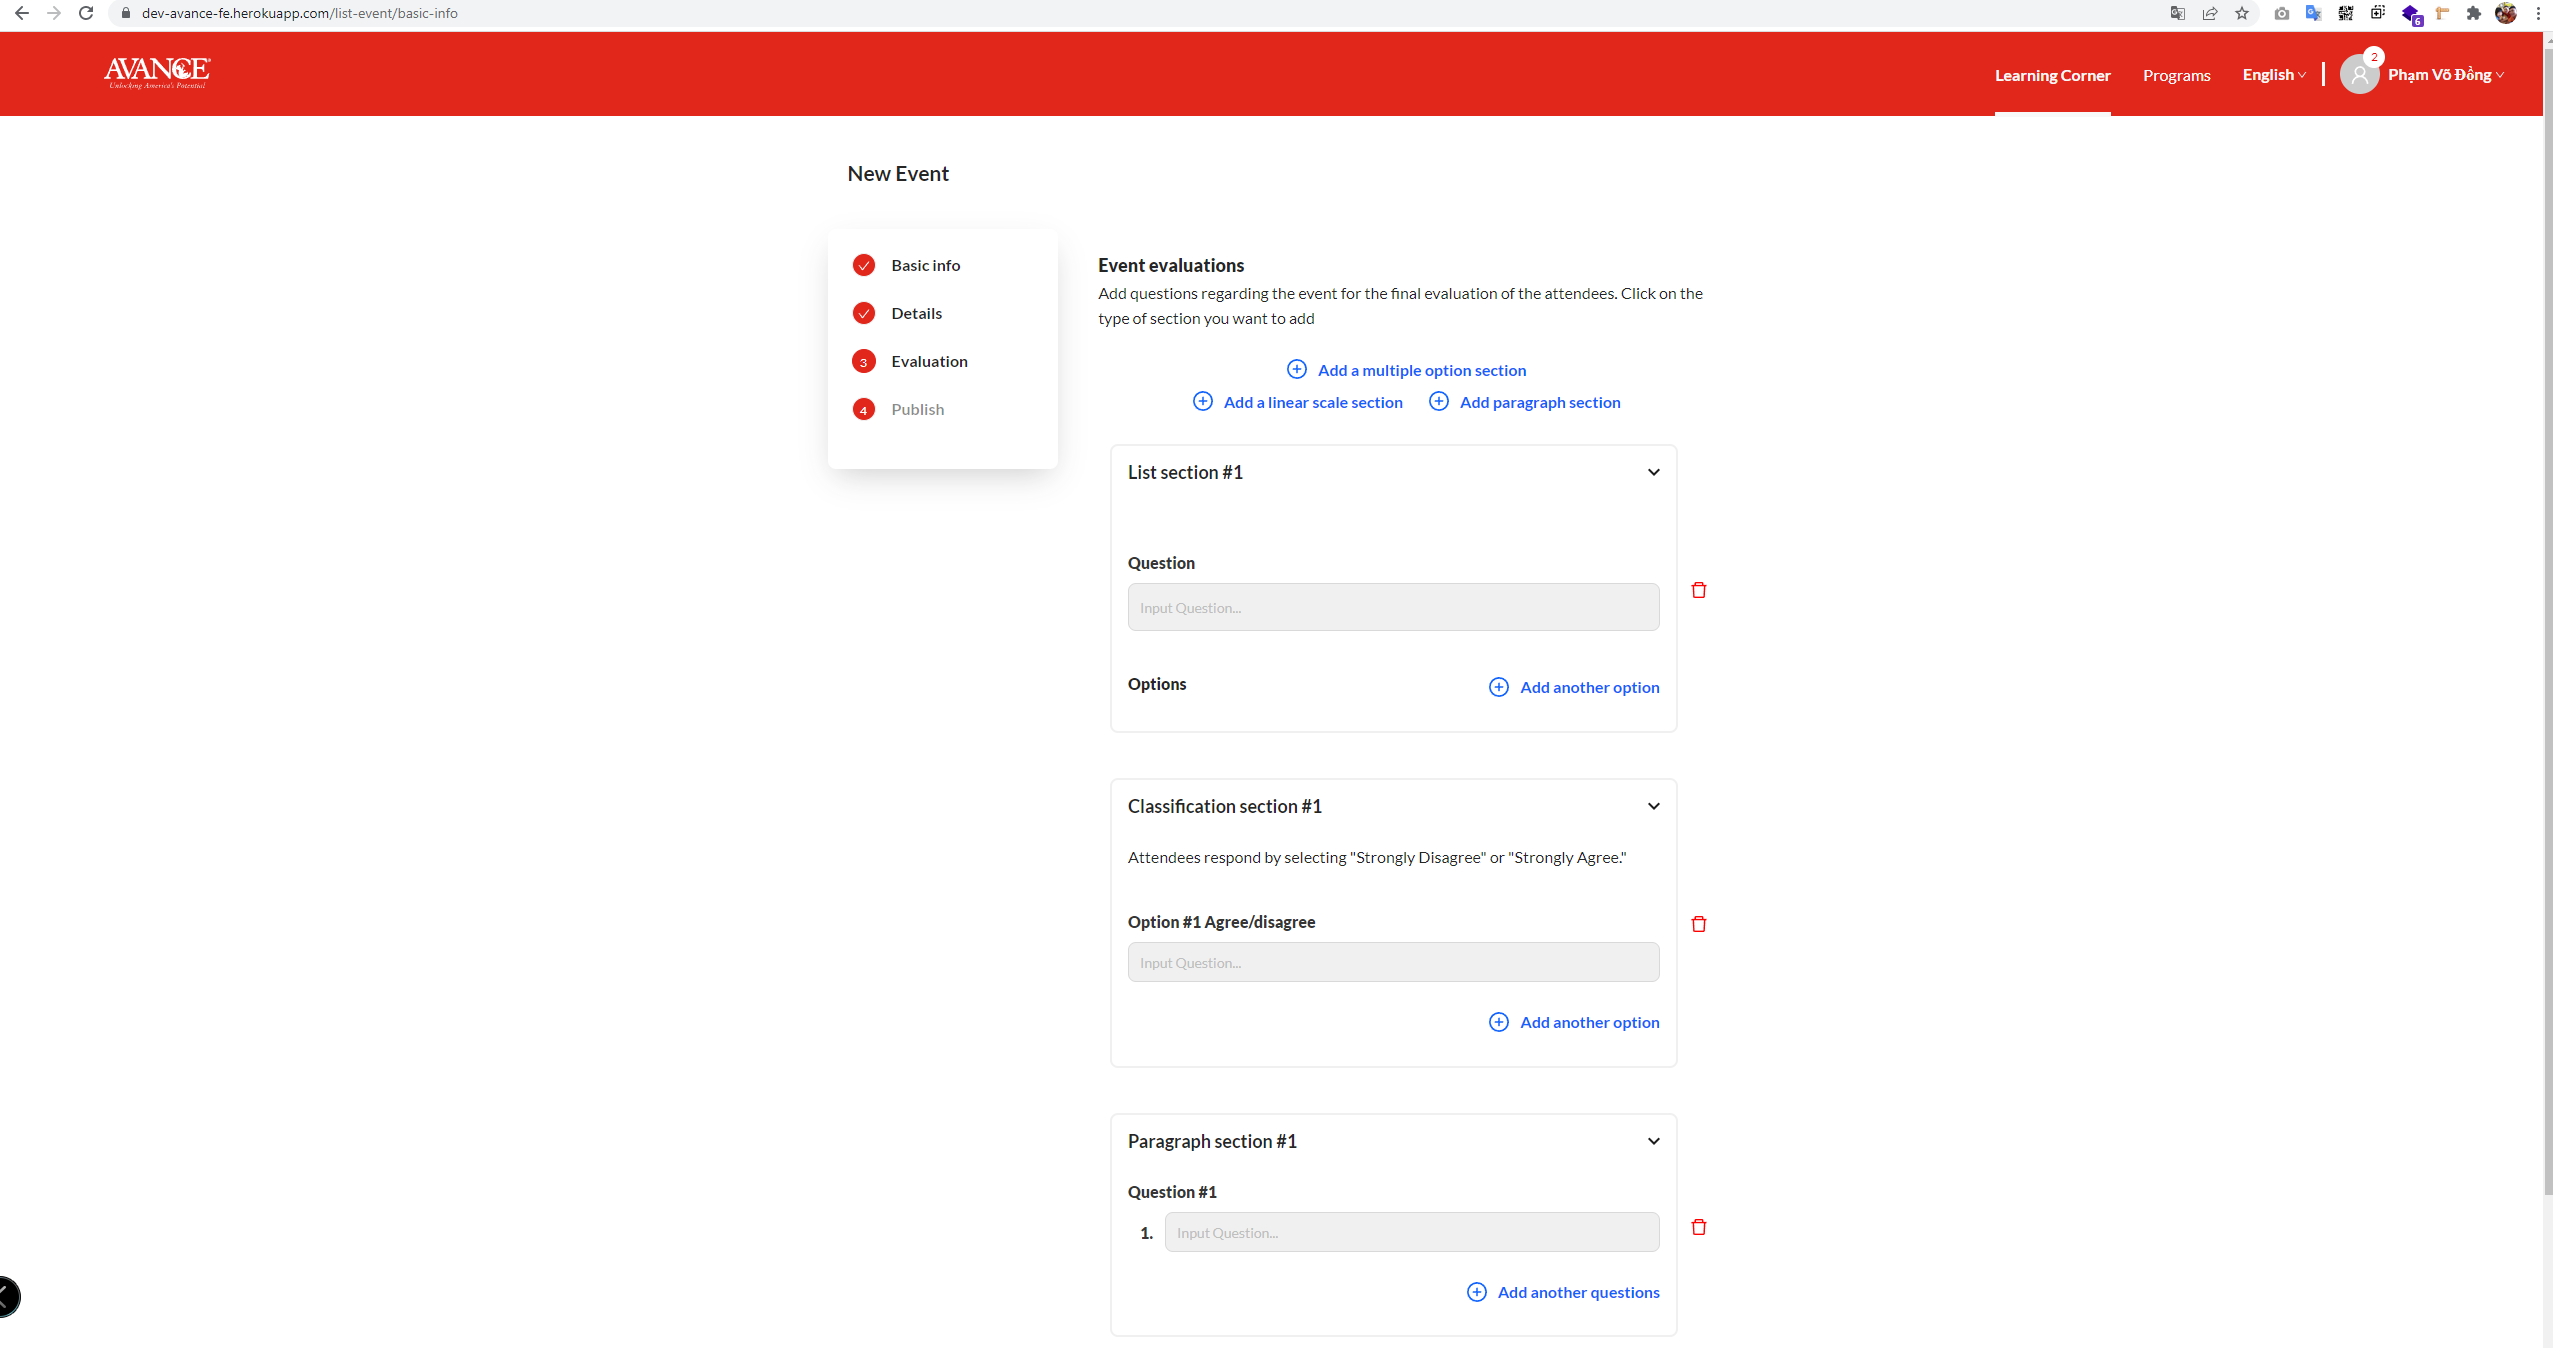 dev-avance-fe.herokuapp.com/list-event/basic-info
6
AVANCE
Unlocking America's Potential
Learning Corner
Programs
English
2
Phạm Võ Đồng
New Event
Basic info
Details
3 Evaluation
4 Publish
Event evaluations
Add questions regarding the event for the final evaluation of the attendees. Click on the
type of section you want to add
Add a multiple option section
Add a linear scale section Add paragraph section
List section #1
Question
Input Question...
Options Add another option
Classification section #1
Attendees respond by selecting "Strongly Disagree" or "Strongly Agree."
Option #1 Agree/disagree
Input Question...
Add another option
Paragraph section #1
Question #1
1. Input Question...
Add another questions